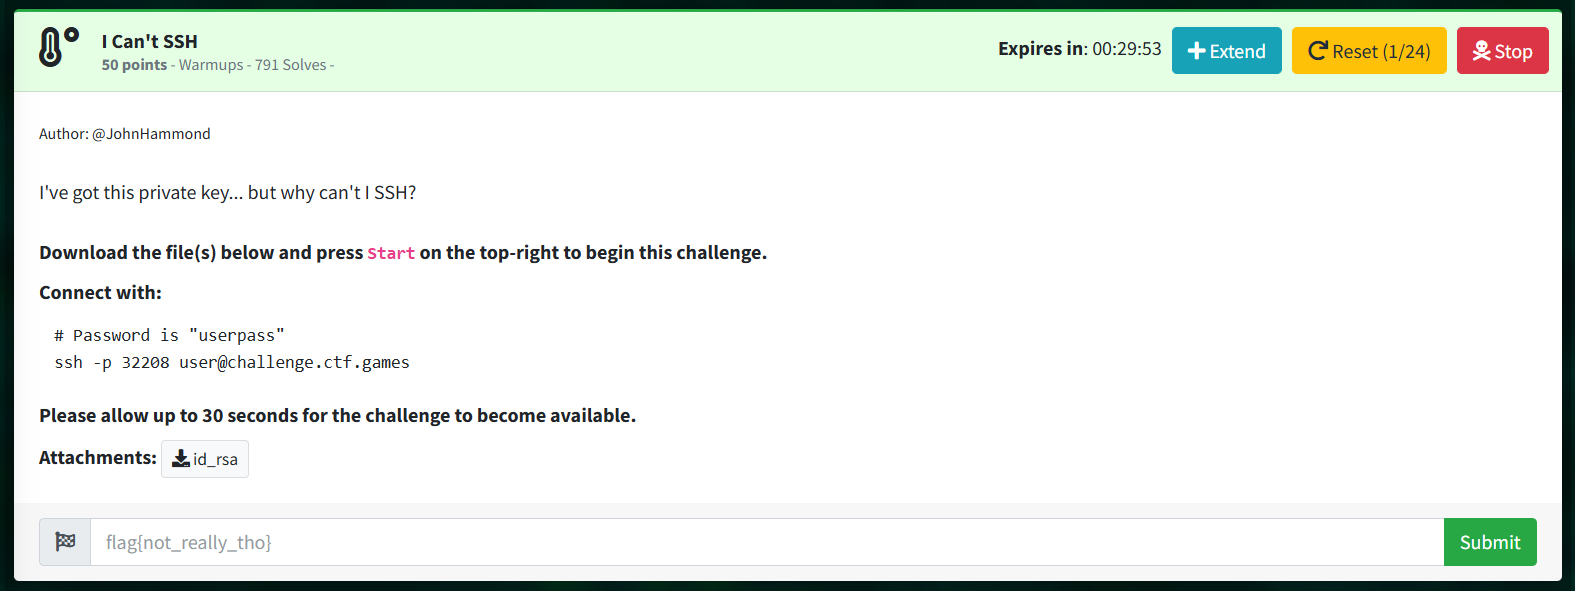 I Can't SSH
50 points - Warmups - 791 Solves -
Expires in: 00:29:53
Extend
Reset (1/24)
Stop
Author: @JohnHammond
I've got this private key... but why can't I SSH?
Download the file(s) below and press Start on the top-right to begin this challenge.
Connect with:
# Password is "userpass"
ssh -p 32208 user@challenge.ctf.games
Please allow up to 30 seconds for the challenge to become available.
Attachments: id_rsa
flag{not_really_tho}
Submit